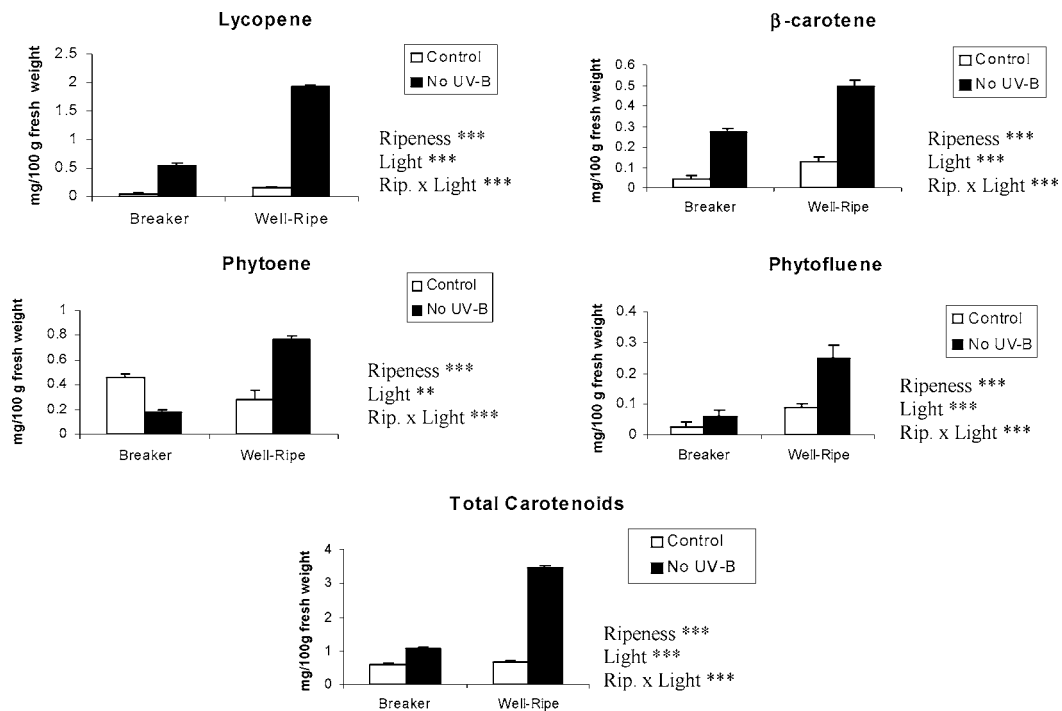 Lycopene
mg/100 g fresh weight
2.5
2
1.5
1
0.5
0
Breaker
Well-Ripe
Control
No UV-B
Ripeness ***
Light ***
Rip. x Light ***
β-carotene
mg/100 g fresh weight
0.6
0.5
0.4
0.3
0.2
0.1
0
Breaker
Well-Ripe
Control
No UV-B
Ripeness ***
Light ***
Rip. x Light ***
Phytoene
mg/100 g fresh weight
1
0.8
0.6
0.4
0.2
0
Breaker
Well-Ripe
Control
No UV-B
Ripeness ***
Light **
Rip. x Light ***
Phytofluene
mg/100 g fresh weight
0.4
0.3
0.2
0.1
0
Breaker
Well-Ripe
Control
No UV-B
Ripeness ***
Light ***
Rip. x Light ***
Total Carotenoids
mg/100g fresh weight
4
3
2
1
0
Breaker
Well-Ripe
Control
No UV-B
Ripeness ***
Light ***
Rip. x Light ***